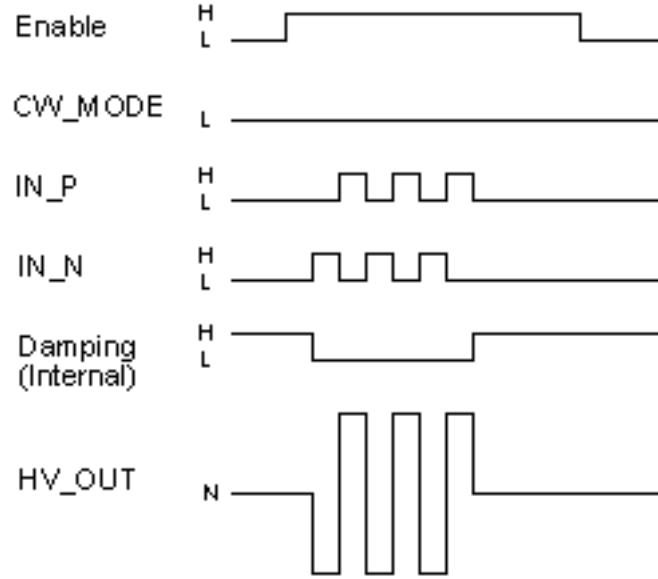 Enable H
L
CW_MODE L
IN_P H
L
IN_N H
L
Damping H
(Internal) L
HV_OUT N